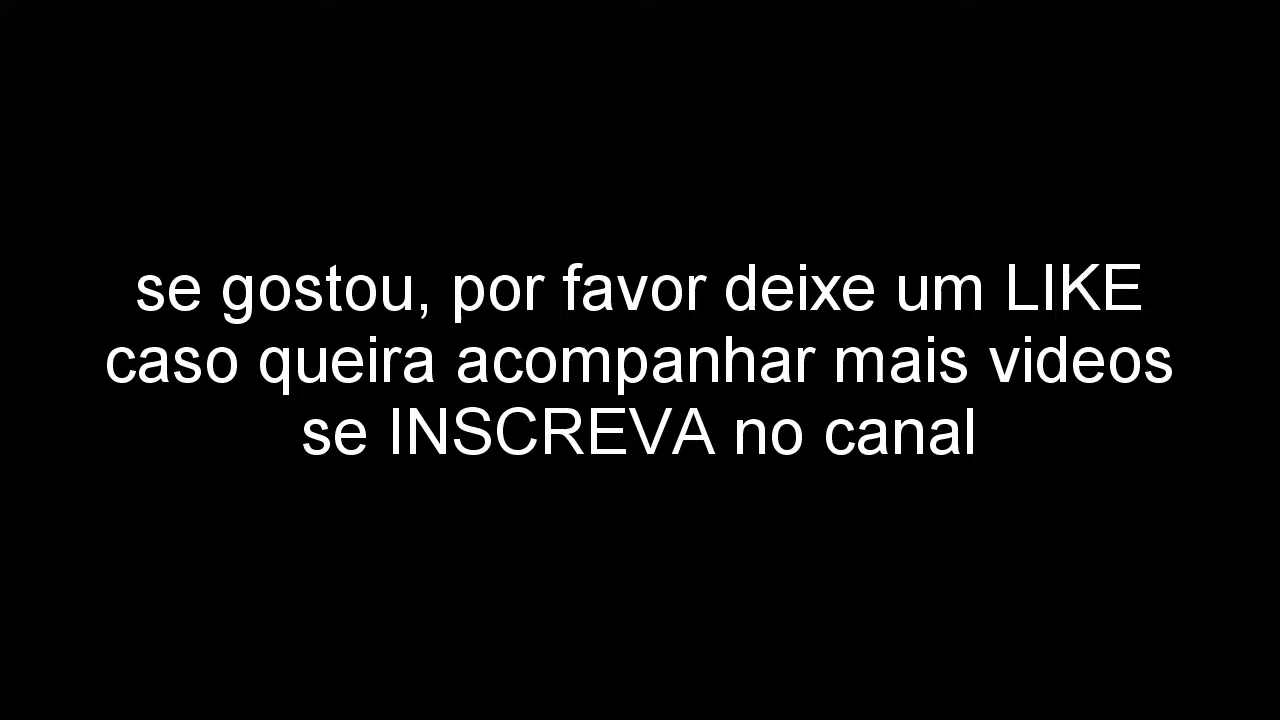 se gostou, por favor deixe um LIKE
caso queira acompanhar mais videos
se INSCREVA no canal